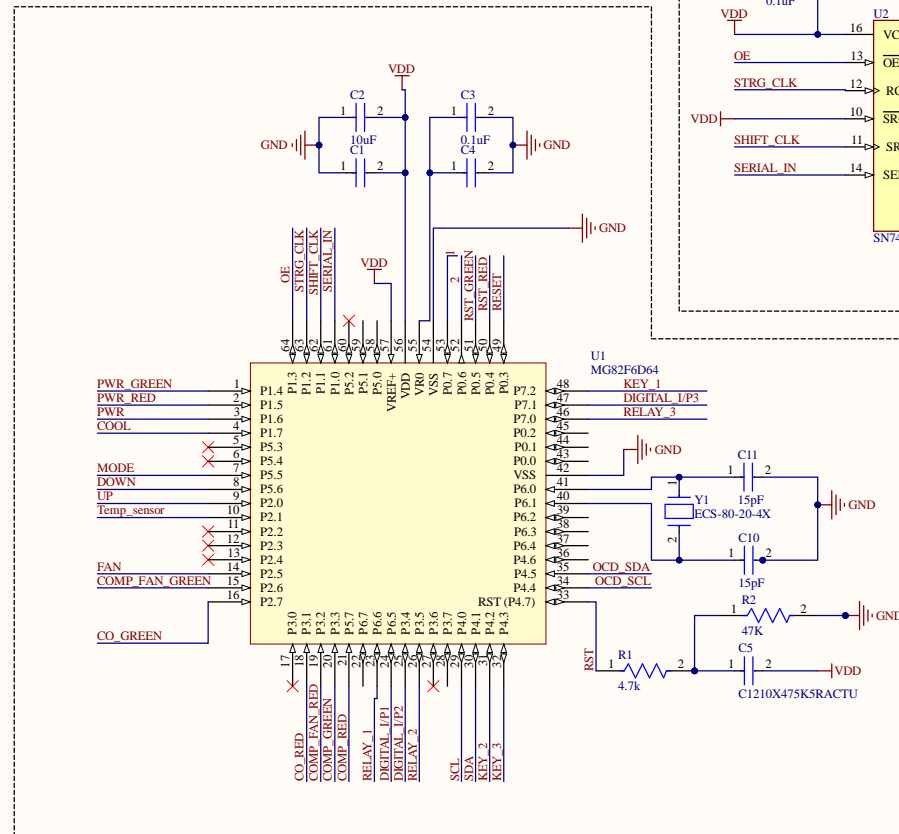 0.1uF
VDD
U2
16 VC
OE 13 OE
STRG_CLK 12 RC
VDD 10 SR
SHIFT_CLK 11 SR
SERIAL_IN 14 SE
SN74
VDD
C2 C3
1 2 1 2
GND 10uF 0.1uF GND
C1 C4
1 2 1 2
GND
OE
STRG_CLK
SHIFT_CLK
SERIAL_IN
VDD
1
2
RST_GREEN
RST_RED
RESET
64 63 62 61 60 59 58 57 56 55 54 53 52 51 50 49
P1.3 P1.2 P1.1 P1.0 P5.2 P5.1 P5.0 VREF+ VDD VR0 VSS P0.7 P0.6 P0.5 P0.4 P0.3
U1
MG82F6D64
PWR_GREEN 1 P1.4
PWR_RED 2 P1.5
PWR 3 P1.6
COOL 4 P1.7
5 P5.3
6 P5.4
MODE 7 P5.5
DOWN 8 P5.6
UP 9 P2.0
Temp_sensor 10 P2.1
11 P2.2
12 P2.3
13 P2.4
FAN 14 P2.5
COMP_FAN_GREEN 15 P2.6
16 P2.7
CO_GREEN
P7.2 48 KEY_1
P7.1 47 DIGITAL_I/P3
P7.0 46 RELAY_3
P0.2 45
P0.1 44
P0.0 43
VSS 42 GND
P6.0 41
P6.1 40
P6.2 39
P6.3 38
P6.4 37
P4.6 36
P4.5 35 OCD_SDA
P4.4 34 OCD_SCL
RST (P4.7) 33
C11
1 2
15pF
1
Y1
ECS-80-20-4X
2
GND
C10
1 2
15pF
R2
1 2
47K
GND
RST
R1
1 2
4.7k
C5
1 2
VDD
C1210X475K5RACTU
P3.0 P3.1 P3.2 P3.3 P5.7 P6.7 P6.6 P6.5 P3.4 P3.5 P3.6 P3.7 P4.0 P4.1 P4.2 P4.3
17 18 19 20 21 22 23 24 25 26 27 28 29 30 31 32
CO_RED
COMP_FAN_RED
COMP_GREEN
COMP_RED
RELAY_1
DIGITAL_I/P1
DIGITAL_I/P2
RELAY_2
SCL
SDA
KEY_2
KEY_3